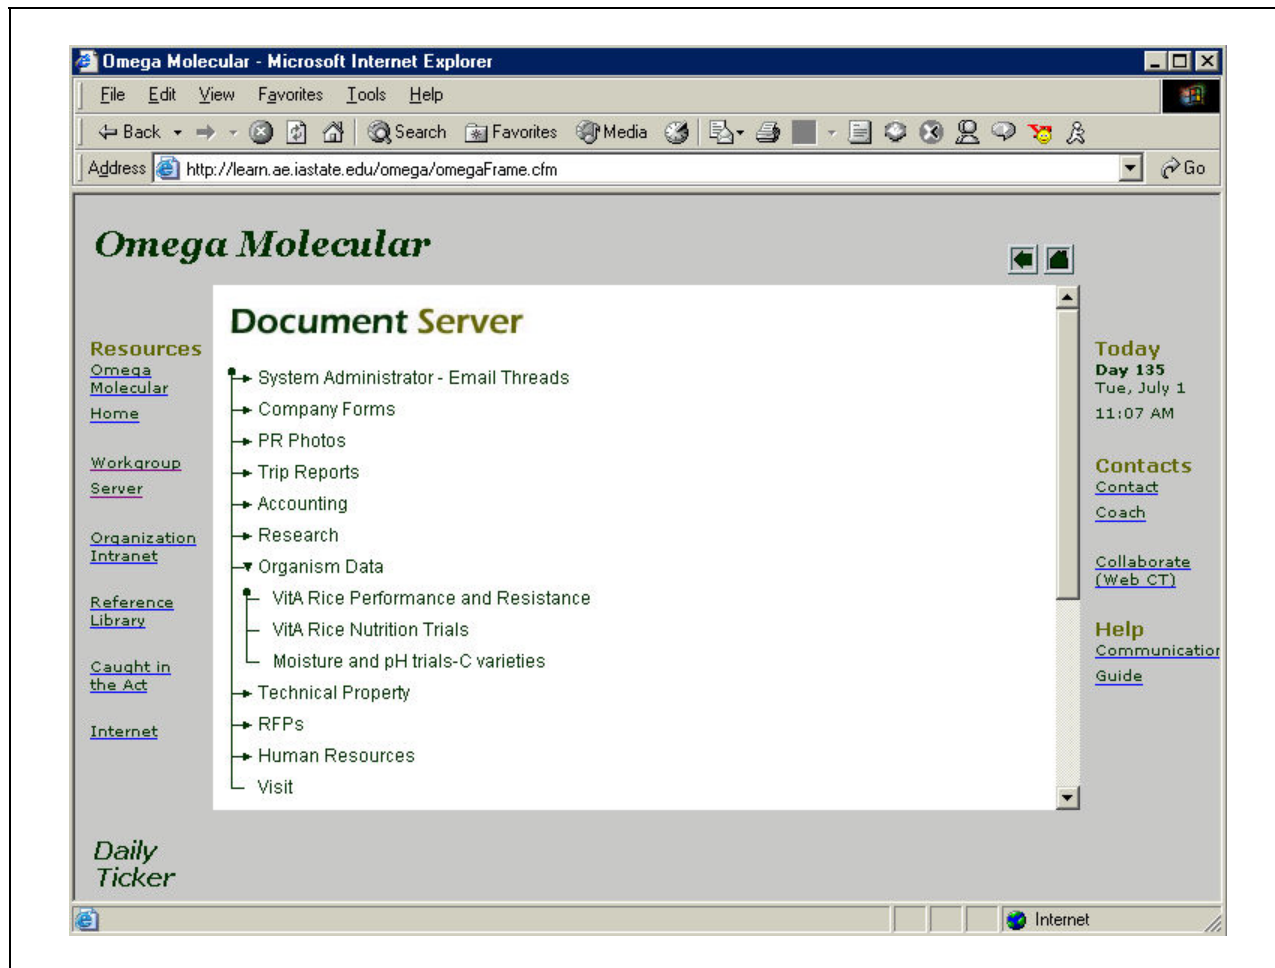 Omega Molecular - Microsoft Internet Explorer
File Edit View Favorites Tools Help
Back Search Favorites Media
Address http://learn.ae.iastate.edu/omega/omegaFrame.cfm Go
Omega Molecular
Document Server
System Administrator - Email Threads
Company Forms
PR Photos
Trip Reports
Accounting
Research
Organism Data
VitA Rice Performance and Resistance
VitA Rice Nutrition Trials
Moisture and pH trials-C varieties
Technical Property
RFPs
Human Resources
Visit
Resources
Omega
Molecular
Home
Workgroup
Server
Organization
Intranet
Reference
Library
Caught in
the Act
Internet
Today
Day 135
Tue, July 1
11:07 AM
Contacts
Contact
Coach
Collaborate
(Web CT)
Help
Communication
Guide
Daily
Ticker
Internet